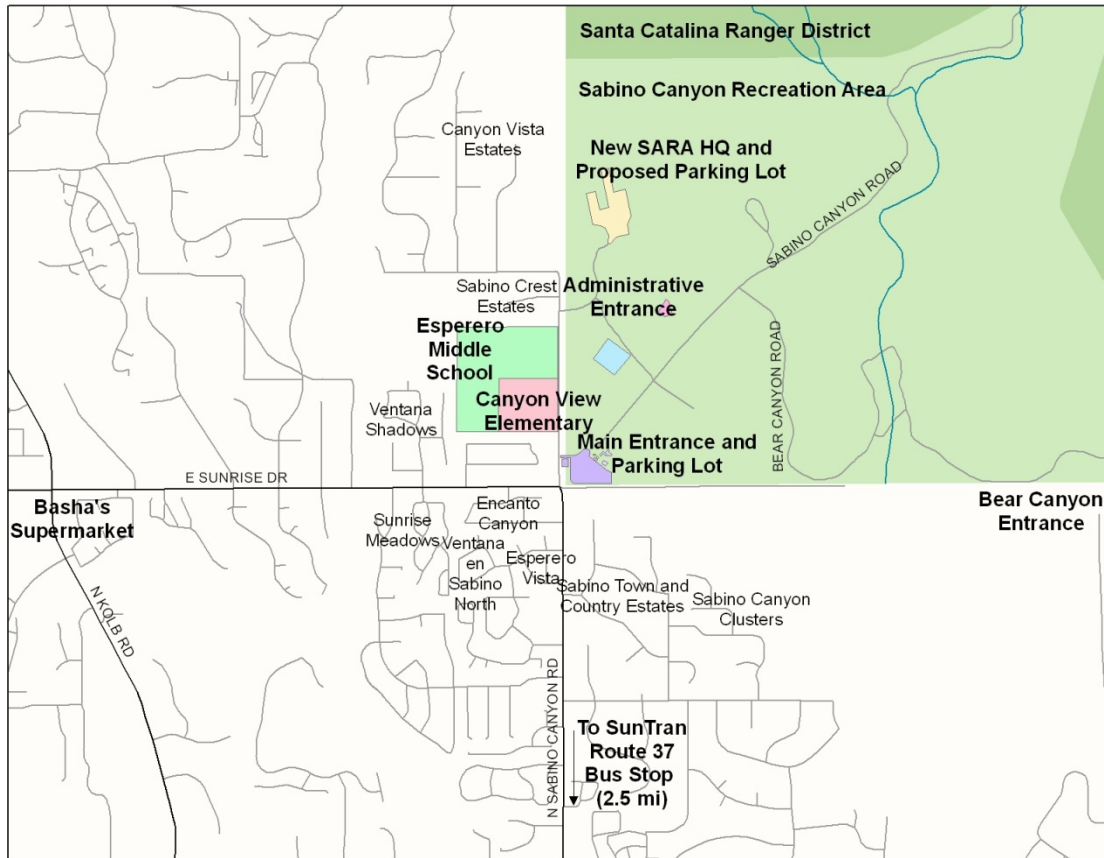 Santa Catalina Ranger District
Sabino Canyon Recreation Area
Canyon Vista
Estates
New SARA HQ and
Proposed Parking Lot
SABINO CANYON ROAD
Sabino Crest
Estates
Administrative
Entrance
Esperero
Middle
School
Canyon View
Elementary
Ventana
Shadows
BEAR CANYON ROAD
Main Entrance and
Parking Lot
E SUNRISE DR
Basha's
Supermarket
Bear Canyon
Entrance
Encanto
Canyon
Sunrise
Meadows
Ventana
en
Sabino
North
Esperero
Vista
Sabino Town and
Country Estates
Sabino Canyon
Clusters
N KOLB RD
N SABINO CANYON RD
To SunTran
Route 37
Bus Stop
(2.5 mi)